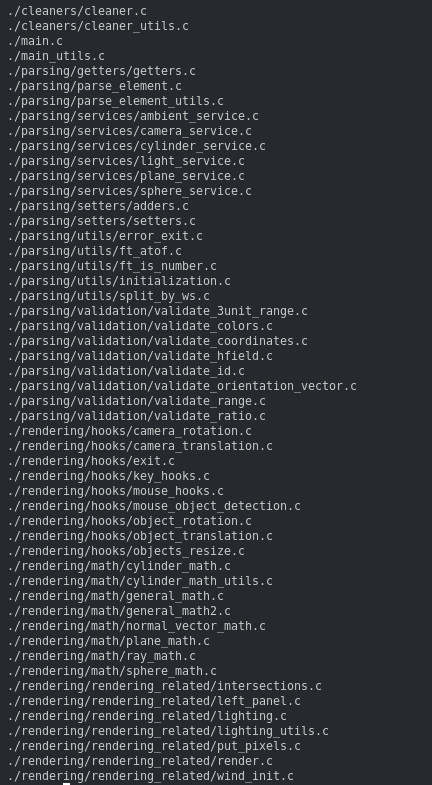 ./cleaners/cleaner.c
./cleaners/cleaner_utils.c
./main.c
./main_utils.c
./parsing/getters/getters.c
./parsing/parse_element.c
./parsing/parse_element_utils.c
./parsing/services/ambient_service.c
./parsing/services/camera_service.c
./parsing/services/cylinder_service.c
./parsing/services/light_service.c
./parsing/services/plane_service.c
./parsing/services/sphere_service.c
./parsing/setters/adders.c
./parsing/setters/setters.c
./parsing/utils/error_exit.c
./parsing/utils/ft_atof.c
./parsing/utils/ft_is_number.c
./parsing/utils/initialization.c
./parsing/utils/split_by_ws.c
./parsing/validation/validate_3unit_range.c
./parsing/validation/validate_colors.c
./parsing/validation/validate_coordinates.c
./parsing/validation/validate_hfield.c
./parsing/validation/validate_id.c
./parsing/validation/validate_orientation_vector.c
./parsing/validation/validate_range.c
./parsing/validation/validate_ratio.c
./rendering/hooks/camera_rotation.c
./rendering/hooks/camera_translation.c
./rendering/hooks/exit.c
./rendering/hooks/key_hooks.c
./rendering/hooks/mouse_hooks.c
./rendering/hooks/mouse_object_detection.c
./rendering/hooks/object_rotation.c
./rendering/hooks/object_translation.c
./rendering/hooks/objects_resize.c
./rendering/math/cylinder_math.c
./rendering/math/cylinder_math_utils.c
./rendering/math/general_math.c
./rendering/math/general_math2.c
./rendering/math/normal_vector_math.c
./rendering/math/plane_math.c
./rendering/math/ray_math.c
./rendering/math/sphere_math.c
./rendering/rendering_related/intersections.c
./rendering/rendering_related/left_panel.c
./rendering/rendering_related/lighting.c
./rendering/rendering_related/lighting_utils.c
./rendering/rendering_related/put_pixels.c
./rendering/rendering_related/render.c
./rendering/rendering_related/wind_init.c